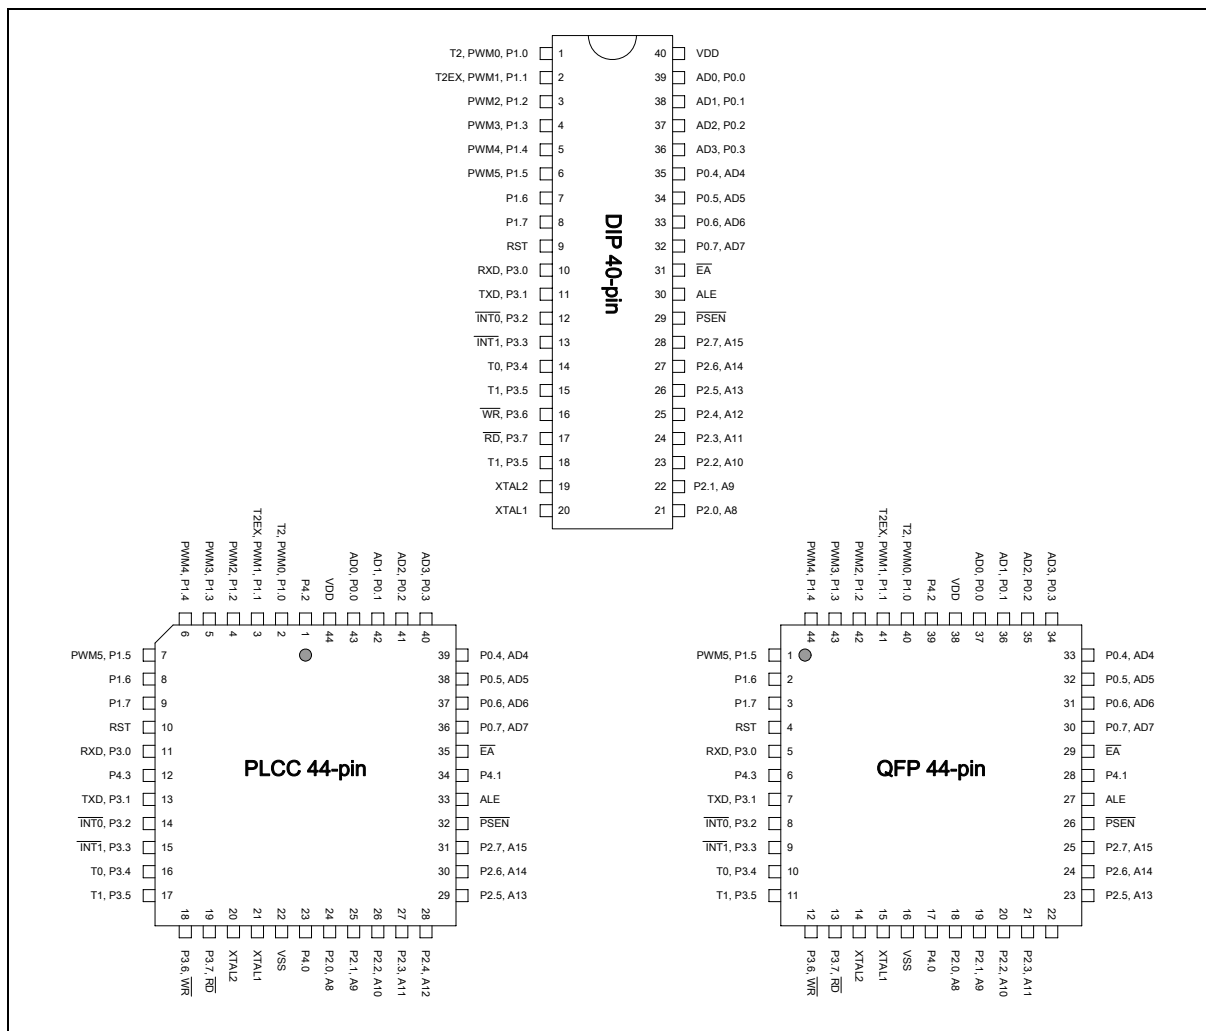 T2, PWM0, P1.0 1 40 VDD
T2EX, PWM1, P1.1 2 39 AD0, P0.0
PWM2, P1.2 3 38 AD1, P0.1
PWM3, P1.3 4 37 AD2, P0.2
PWM4, P1.4 5 36 AD3, P0.3
PWM5, P1.5 6 35 P0.4, AD4
P1.6 7 34 P0.5, AD5
P1.7 8 33 P0.6, AD6
RST 9 32 P0.7, AD7
RXD, P3.0 10 31 EA
TXD, P3.1 11 30 ALE
INT0, P3.2 12 29 PSEN
INT1, P3.3 13 28 P2.7, A15
T0, P3.4 14 27 P2.6, A14
T1, P3.5 15 26 P2.5, A13
WR, P3.6 16 25 P2.4, A12
RD, P3.7 17 24 P2.3, A11
T1, P3.5 18 23 P2.2, A10
XTAL2 19 22 P2.1, A9
XTAL1 20 21 P2.0, A8
DIP 40-pin
PWM4, P1.4
PWM3, P1.3
PWM2, P1.2
T2EX, PWM1, P1.1
T2, PWM0, P1.0
P4.2
VDD
AD0, P0.0
AD1, P0.1
AD2, P0.2
AD3, P0.3
6 5 4 3 2 1 44 43 42 41 40
PWM5, P1.5 7 39 P0.4, AD4
P1.6 8 38 P0.5, AD5
P1.7 9 37 P0.6, AD6
RST 10 36 P0.7, AD7
RXD, P3.0 11 35 EA
P4.3 12 34 P4.1
TXD, P3.1 13 33 ALE
INT0, P3.2 14 32 PSEN
INT1, P3.3 15 31 P2.7, A15
T0, P3.4 16 30 P2.6, A14
T1, P3.5 17 29 P2.5, A13
PLCC 44-pin
18 19 20 21 22 23 24 25 26 27 28
P3.6, WR
P3.7, RD
XTAL2
XTAL1
VSS
P4.0
P2.0, A8
P2.1, A9
P2.2, A10
P2.3, A11
P2.4, A12
PWM4, P1.4
PWM3, P1.3
PWM2, P1.2
T2EX, PWM1, P1.1
T2, PWM0, P1.0
P4.2
VDD
AD0, P0.0
AD1, P0.1
AD2, P0.2
AD3, P0.3
44 43 42 41 40 39 38 37 36 35 34
PWM5, P1.5 1 33 P0.4, AD4
P1.6 2 32 P0.5, AD5
P1.7 3 31 P0.6, AD6
RST 4 30 P0.7, AD7
RXD, P3.0 5 29 EA
P4.3 6 28 P4.1
TXD, P3.1 7 27 ALE
INT0, P3.2 8 26 PSEN
INT1, P3.3 9 25 P2.7, A15
T0, P3.4 10 24 P2.6, A14
T1, P3.5 11 23 P2.5, A13
QFP 44-pin
12 13 14 15 16 17 18 19 20 21 22
P3.6, WR
P3.7, RD
XTAL2
XTAL1
VSS
P4.0
P2.0, A8
P2.1, A9
P2.2, A10
P2.3, A11